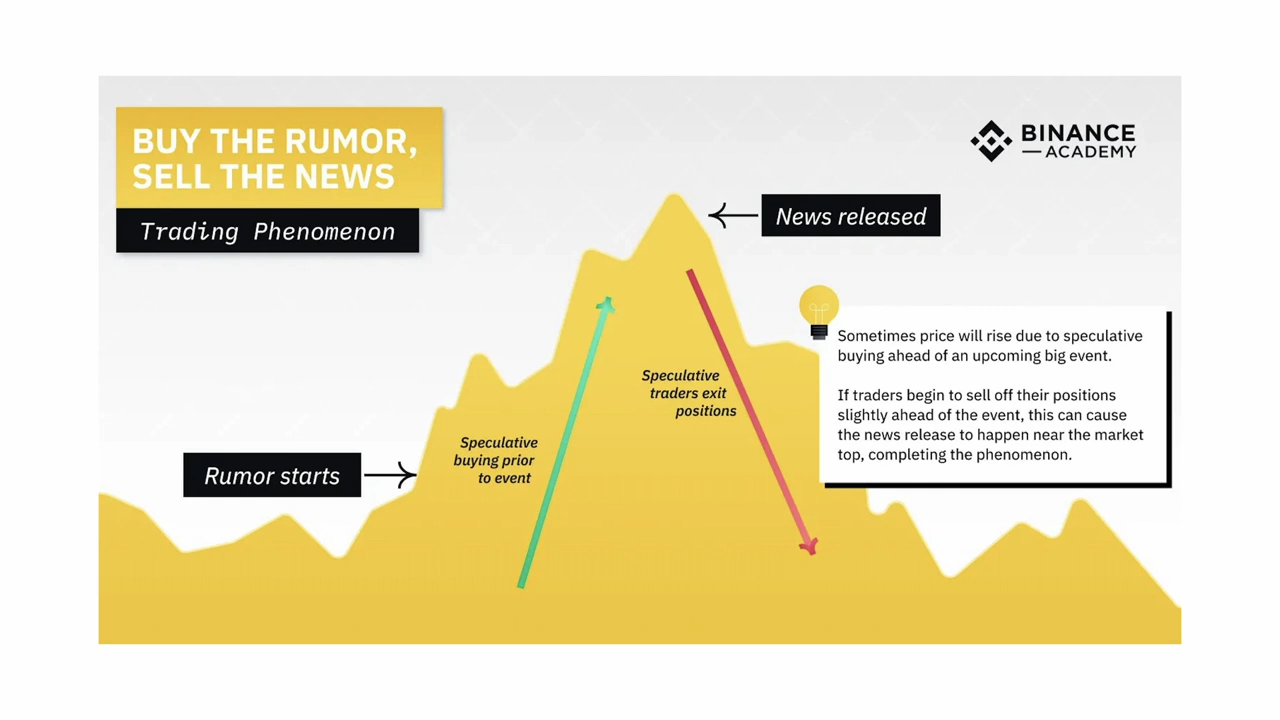 BUY THE RUMOR,
SELL THE NEWS
Trading Phenomenon
BINANCE
ACADEMY
News released
Sometimes price will rise due to speculative
buying ahead of an upcoming big event.
If traders begin to sell off their positions
slightly ahead of the event, this can cause
the news release to happen near the market
top, completing the phenomenon.
Speculative
traders exit
positions
Speculative
buying prior
to event
Rumor starts